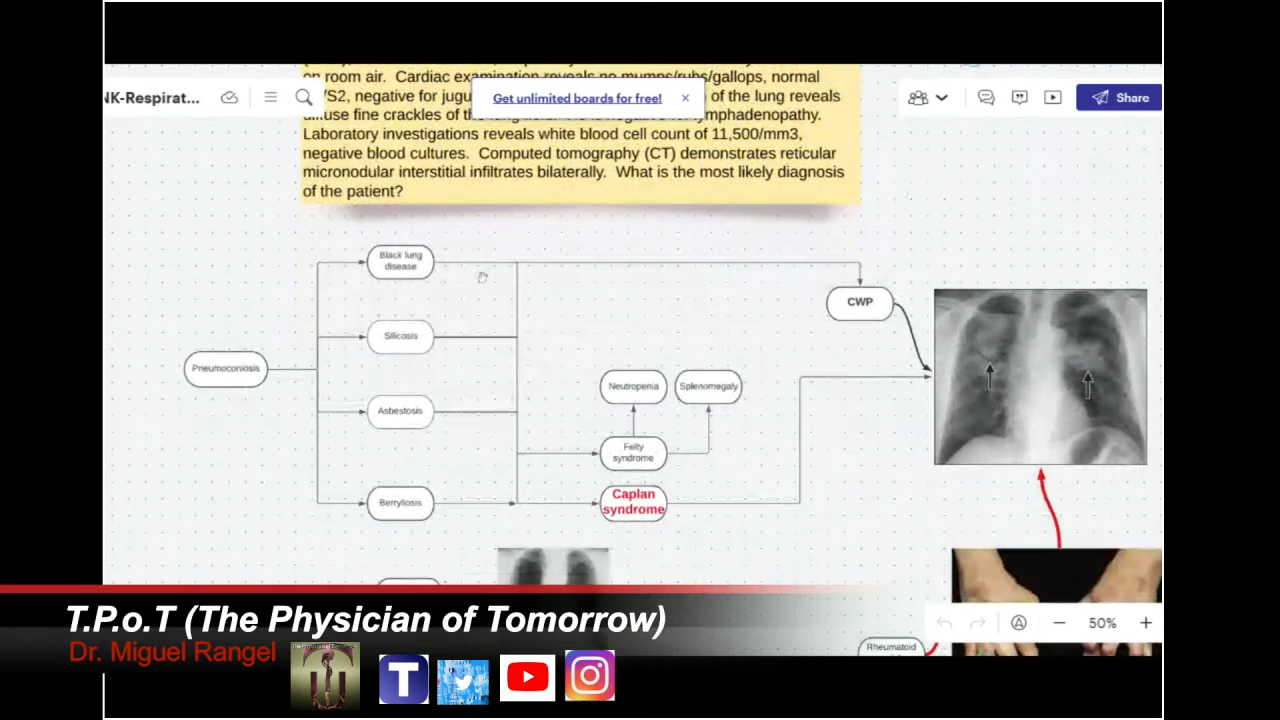 on room air. Cardiac examination reveals no mumps/rubs/gallops, normal
NK-Respirat...
/S2, negative for jugu
Get unlimited boards for free!
×
of the lung reveals
Share
diffuse fine crackles of the
mphadenopathy.
Laboratory investigations reveals white blood cell count of 11,500/mm3,
negative blood cultures. Computed tomography (CT) demonstrates reticular
micronodular interstitial infiltrates bilaterally. What is the most likely diagnosis
of the patient?
Black lung
disease
CWP
Silicosis
Pneumoconiosis
Neutropenia
Splenomegaly
Asbestosis
Felty
syndrome
Berryliosis
Caplan
syndrome
T.P.o.T (The Physician of Tomorrow)
50%
Dr. Miguel Rangel
Rheumatoid
T